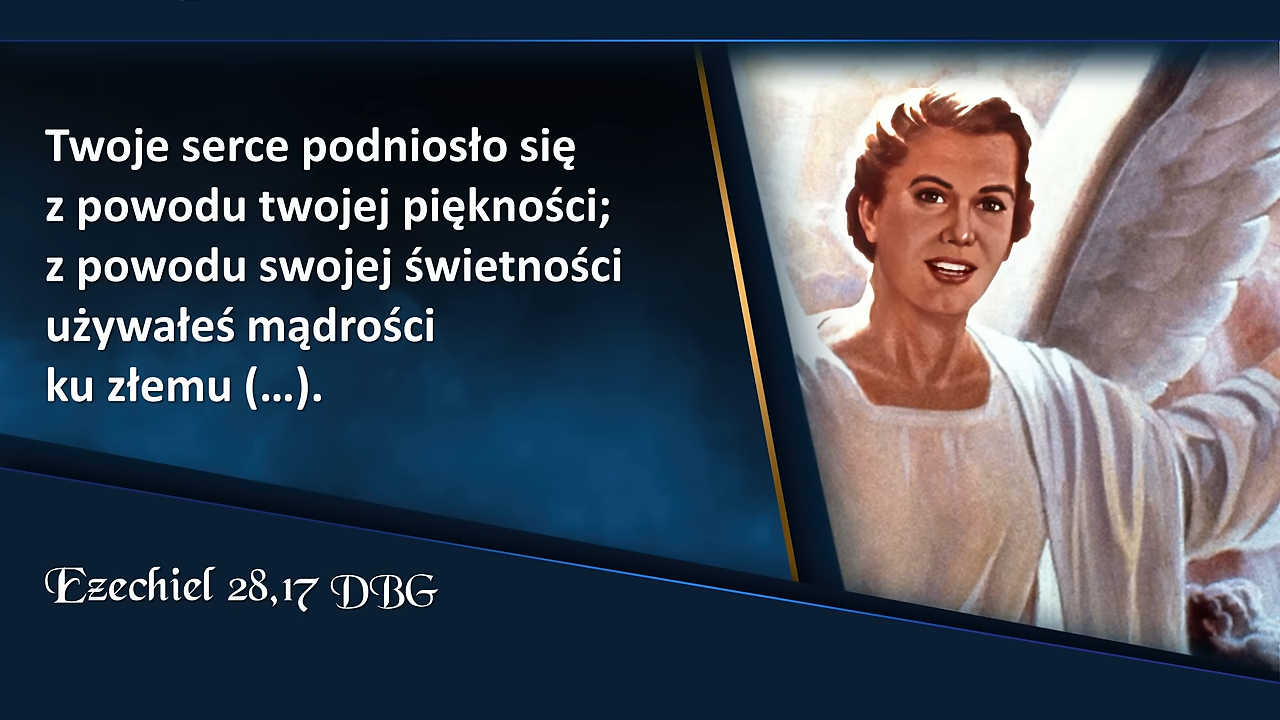 Twoje serce podniosło się
z powodu twojej piękności;
z powodu swojej świetności
używałeś mądrości
ku złemu (...).
Ezechiel 28,17 DBG